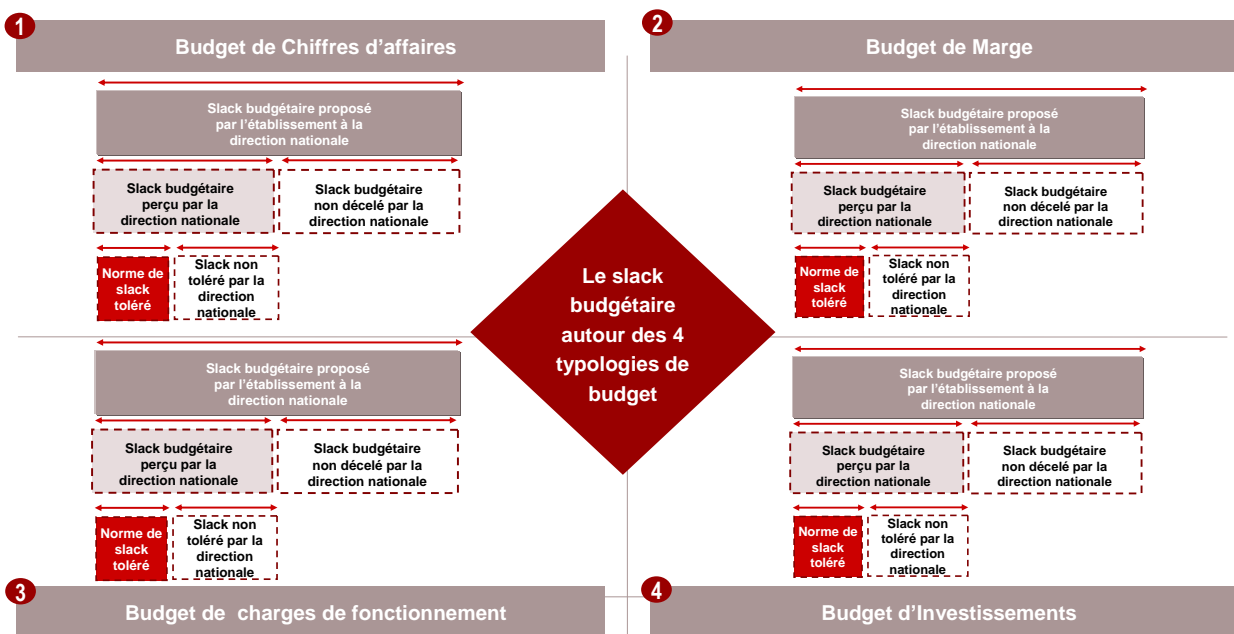 1
Budget de Chiffres d'affaires
Slack budgétaire proposé
par l'établissement à la
direction nationale
Slack budgétaire
perçu par la
direction nationale
Slack budgétaire
non décelé par la
direction nationale
Norme de
slack
toléré
Slack non
toléré par la
direction
nationale
2
Budget de Marge
Slack budgétaire proposé
par l'établissement à la
direction nationale
Slack budgétaire
perçu par la
direction nationale
Slack budgétaire
non décelé par la
direction nationale
Norme de
slack
toléré
Slack non
toléré par la
direction
nationale
Le slack
budgétaire
autour des 4
typologies de
budget
Slack budgétaire proposé
par l'établissement à la
direction nationale
Slack budgétaire
perçu par la
direction nationale
Slack budgétaire
non décelé par la
direction nationale
Norme de
slack
toléré
Slack non
toléré par la
direction
nationale
3
Budget de charges de fonctionnement
Slack budgétaire proposé
par l'établissement à la
direction nationale
Slack budgétaire
perçu par la
direction nationale
Slack budgétaire
non décelé par la
direction nationale
Norme de
slack
toléré
Slack non
toléré par la
direction
nationale
4
Budget d'Investissements